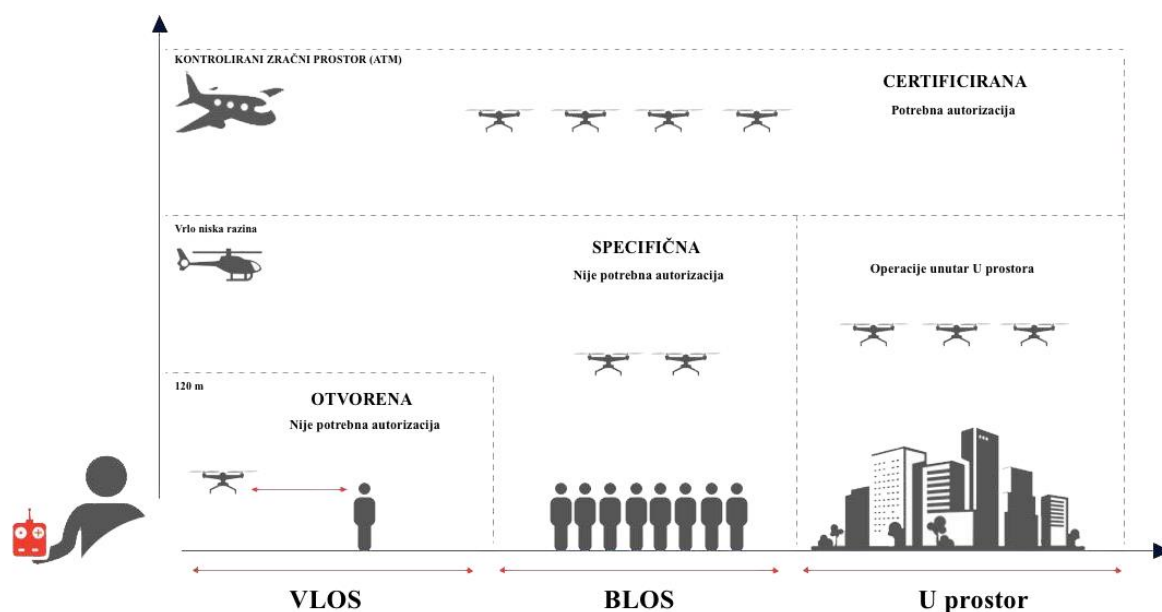 KONTROLIRANI ZRAČNI PROSTOR (ATM)
CERTIFICIRANA
Potrebna autorizacija
Vrlo niska razina
SPECIFIČNA
Nije potrebna autorizacija
Operacije unutar U prostora
120 m
OTVORENA
Nije potrebna autorizacija
VLOS
BLOS
U prostor